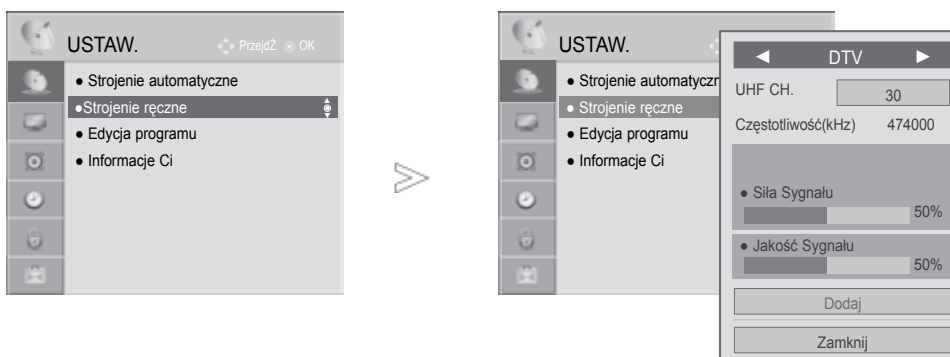 USTAW.
PrzejdŹ OK
● Strojenie automatyczne
●Strojenie ręczne
● Edycja programu
● Informacje Ci
USTAW.
● Strojenie automatyczn
● Strojenie ręczne
● Edycja programu
● Informacje Ci
◄ DTV ►
UHF CH. 30
Częstotliwość(kHz) 474000
● Siła Sygnału
50%
● Jakość Sygnału
50%
Dodaj
Zamknij